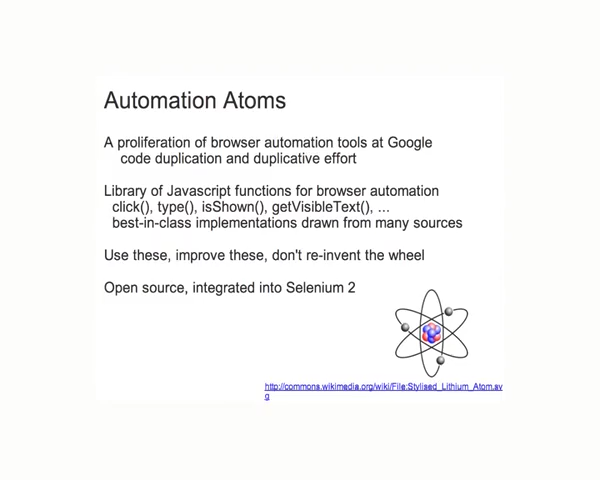 Automation Atoms
A proliferation of browser automation tools at Google
code duplication and duplicative effort
Library of Javascript functions for browser automation
click(), type(), isShown(), getVisibleText(), ...
best-in-class implementations drawn from many sources
Use these, improve these, don't re-invent the wheel
Open source, integrated into Selenium 2
http://commons.wikimedia.org/wiki/File:Stylised_Lithium_Atom.sv
g